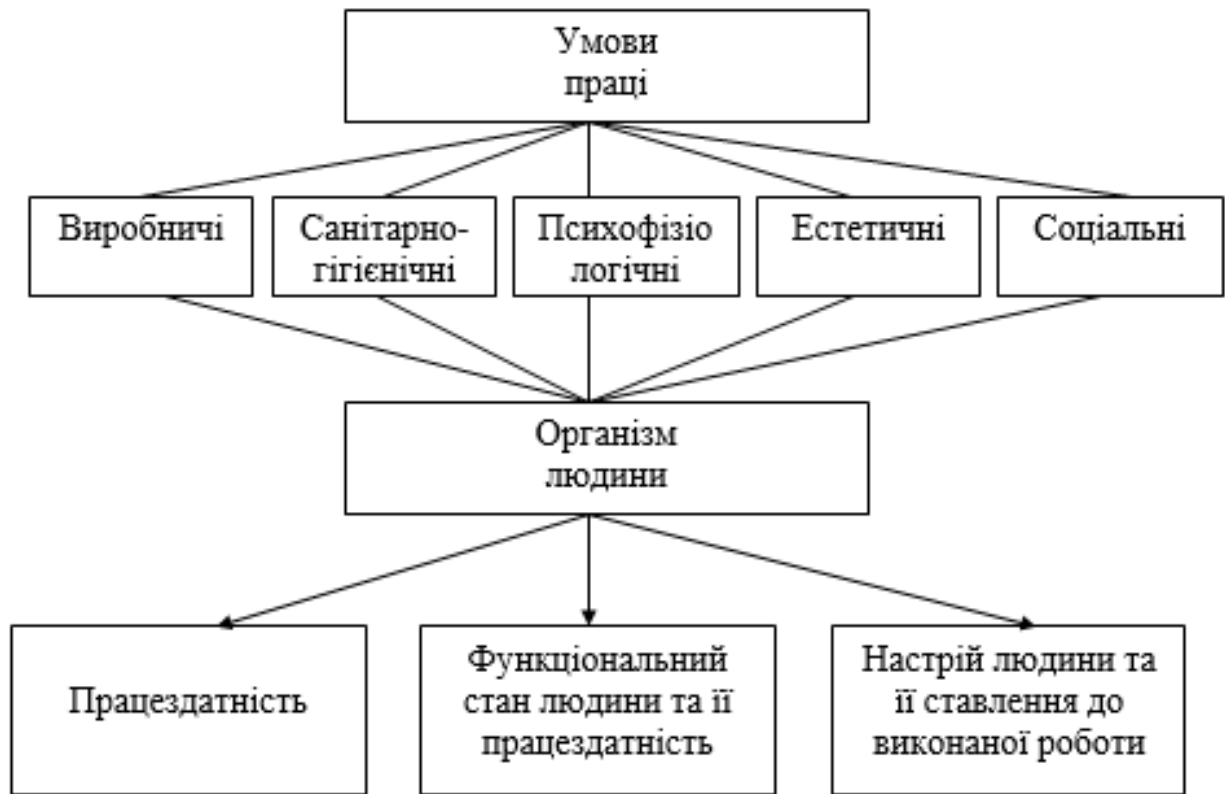 Умови
праці
Виробничі
Санітарно-
гігієнічні
Психофізіо
логічні
Естетичні
Соціальні
Організм
людини
Працездатність
Функціональний
стан людини та її
працездатність
Настрій людини та
її ставлення до
виконаної роботи